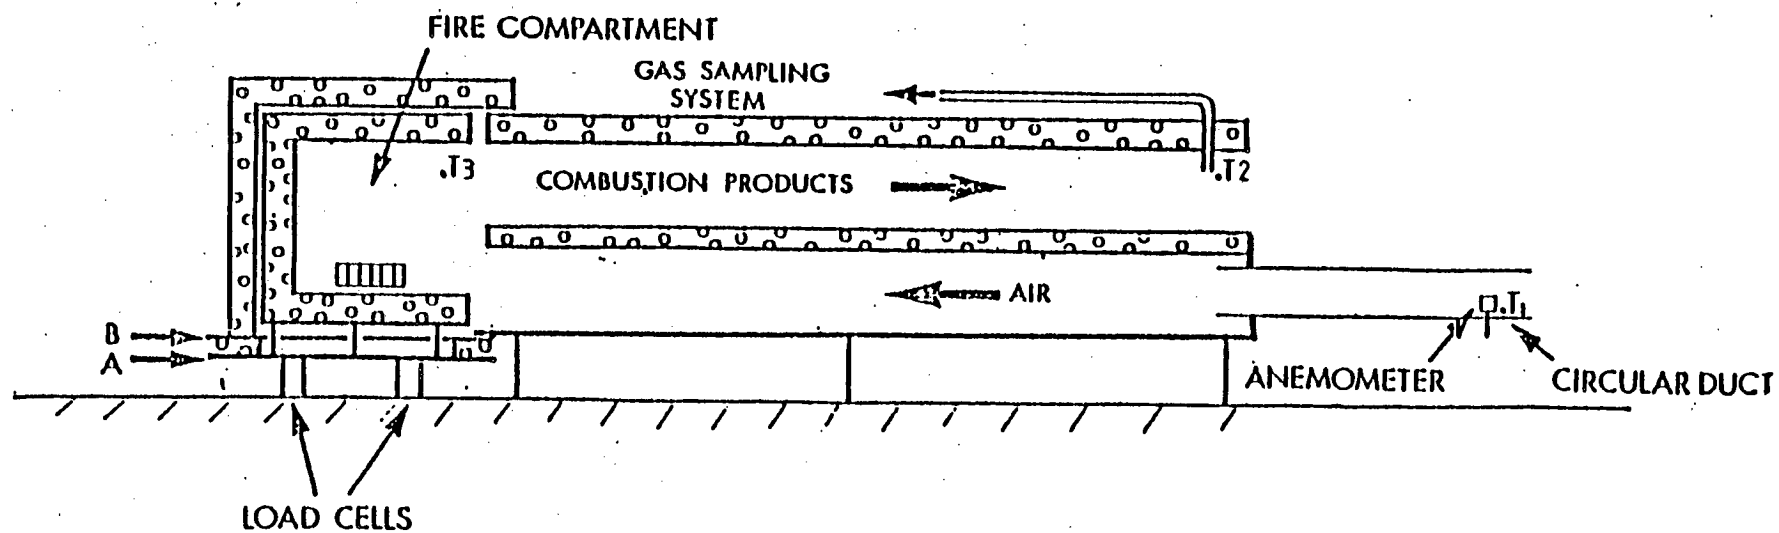 FIRE COMPARTMENT
GAS SAMPLING
SYSTEM
.T3
.T2
COMBUSTION PRODUCTS
AIR
.T1
B
A
ANEMOMETER
CIRCULAR DUCT
LOAD CELLS